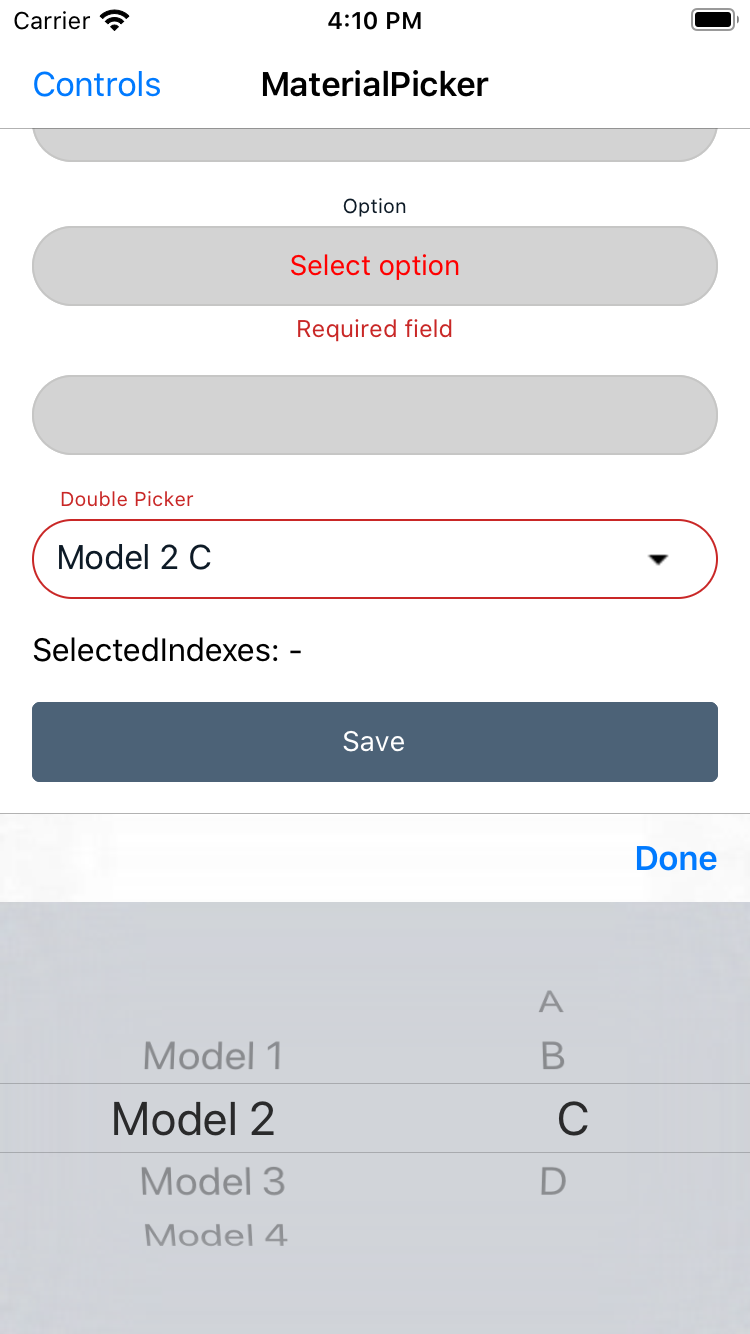 Carrier 4:10 PM
Controls MaterialPicker
Option
Select option
Required field
Double Picker
Model 2 C
SelectedIndexes: -
Save
Done
A
Model 1 B
Model 2 C
Model 3 D
Model 4